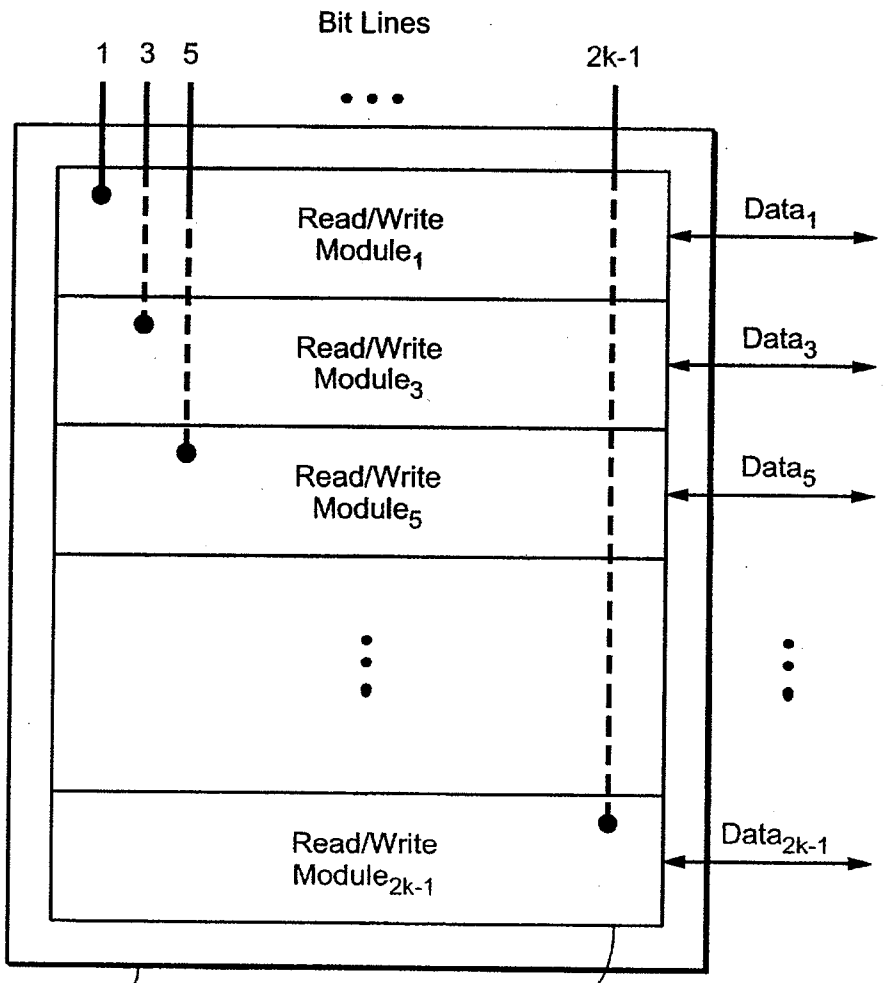 Bit Lines
1 3 5 2k-1
Read/Write
Module₁
Data₁
Read/Write
Module₃
Data₃
Read/Write
Module₅
Data₅
Read/Write
Module₂ₖ₋₁
Data₂ₖ₋₁